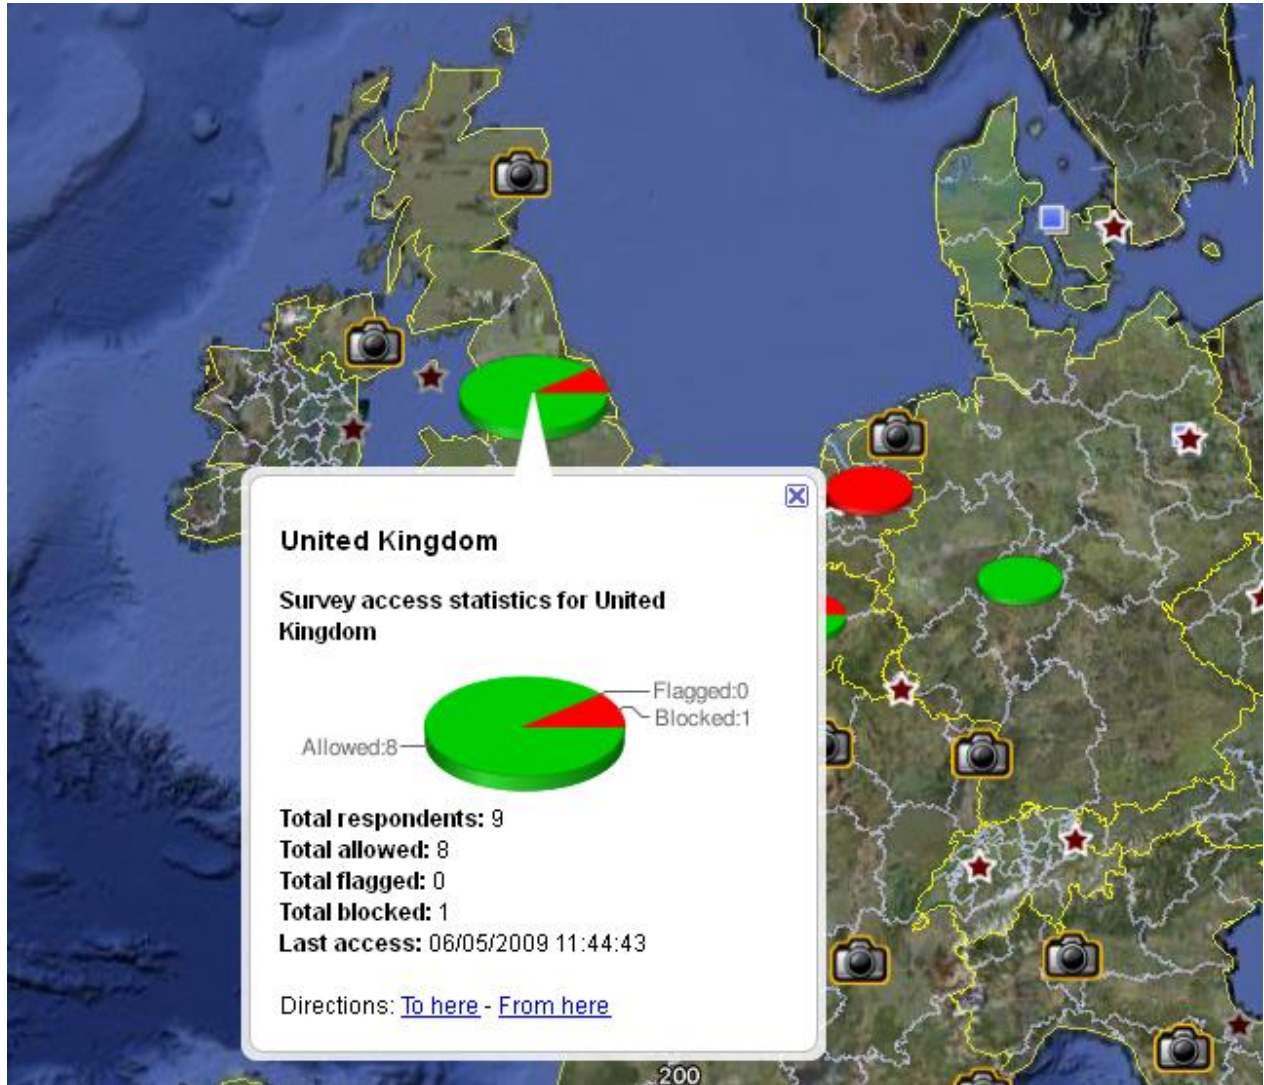 United Kingdom
Survey access statistics for United
Kingdom
Flagged:0
Blocked:1
Allowed:8
Total respondents: 9
Total allowed: 8
Total flagged: 0
Total blocked: 1
Last access: 06/05/2009 11:44:43
Directions: To here - From here
200